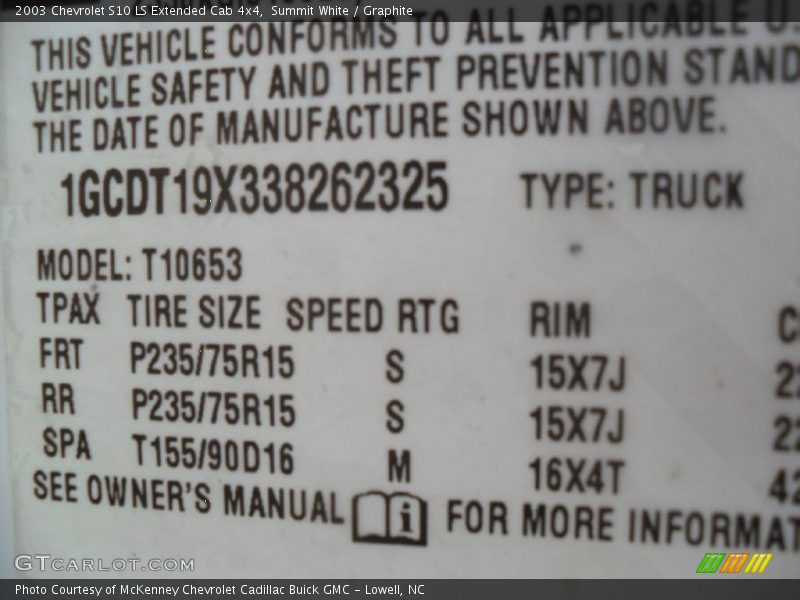 2003 Chevrolet S10 LS Extended Cab 4x4, Summit White / Graphite
THIS VEHICLE CONFORMS TO ALL APPLICABLE
VEHICLE SAFETY AND THEFT PREVENTION STAND
THE DATE OF MANUFACTURE SHOWN ABOVE.
1GCDT19X338262325 TYPE: TRUCK
MODEL: T10653
TPAX TIRE SIZE SPEED RTG RIM C
FRT P235/75R15 S 15X7J 22
RR P235/75R15 S 15X7J 22
SPA T155/90D16 M 16X4T 42
SEE OWNER'S MANUAL i FOR MORE INFORMAT
GTCARLOT.COM
Photo Courtesy of McKenney Chevrolet Cadillac Buick GMC - Lowell, NC